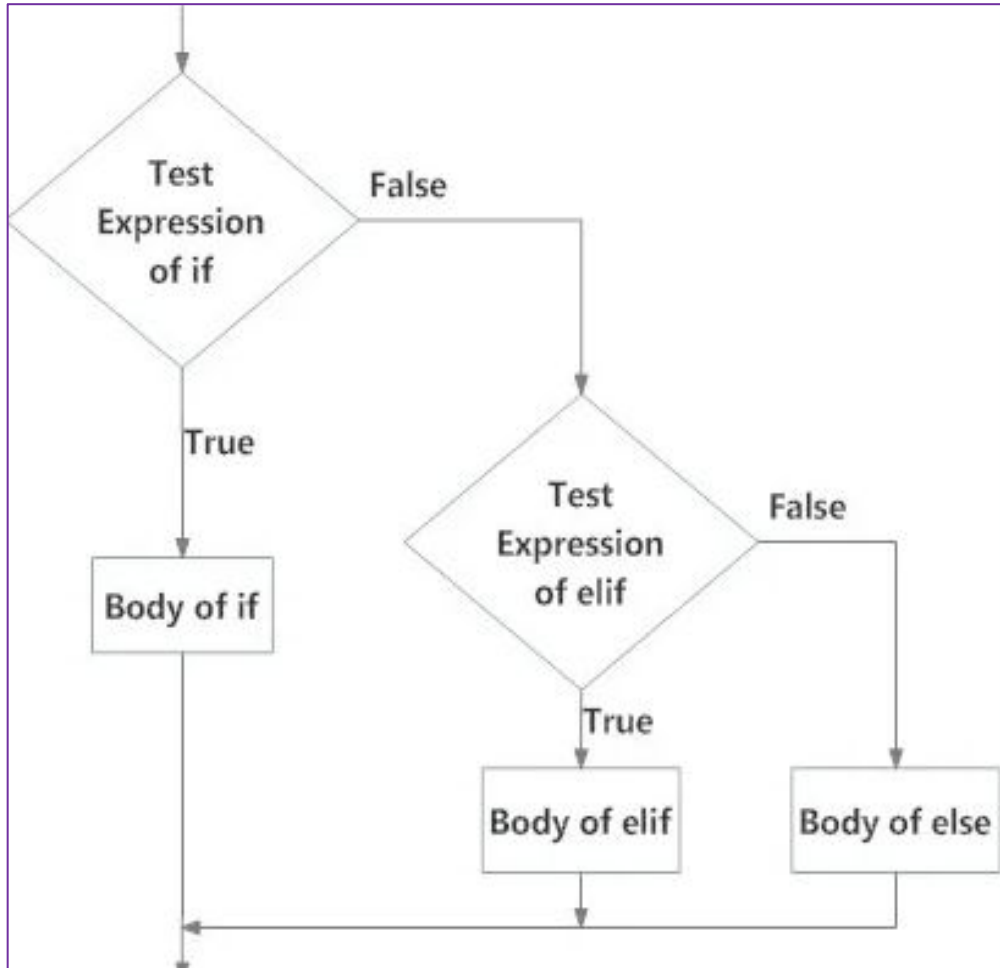 Test
Expression
of if
False
True
Body of if
Test
Expression
of elif
False
True
Body of elif
Body of else